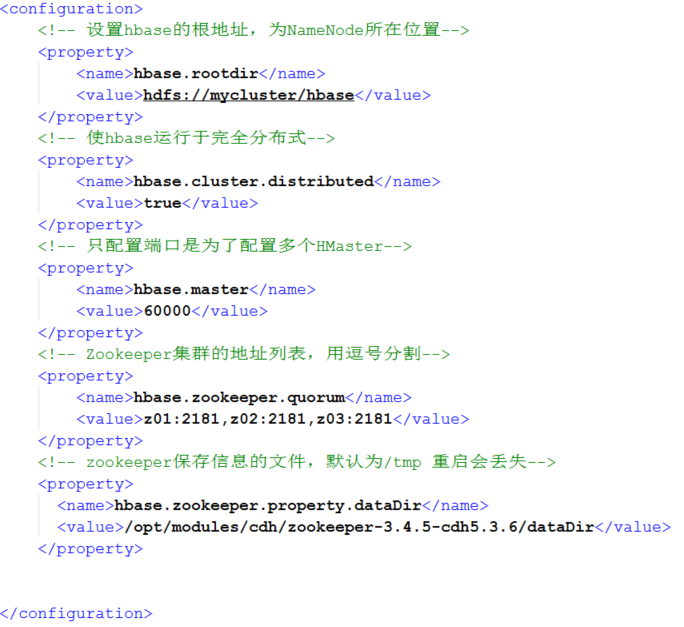 <configuration>
<!-- 设置hbase的根地址，为NameNode所在位置-->
<property>
<name>hbase.rootdir</name>
<value>hdfs://mycluster/hbase</value>
</property>
<!-- 使hbase运行于完全分布式-->
<property>
<name>hbase.cluster.distributed</name>
<value>true</value>
</property>
<!-- 只配置端口是为了配置多个HMaster-->
<property>
<name>hbase.master</name>
<value>60000</value>
</property>
<!-- Zookeeper集群的地址列表，用逗号分割-->
<property>
<name>hbase.zookeeper.quorum</name>
<value>z01:2181,z02:2181,z03:2181</value>
</property>
<!-- zookeeper保存信息的文件，默认为/tmp 重启会丢失-->
<property>
<name>hbase.zookeeper.property.dataDir</name>
<value>/opt/modules/cdh/zookeeper-3.4.5-cdh5.3.6/dataDir</value>
</property>
</configuration>